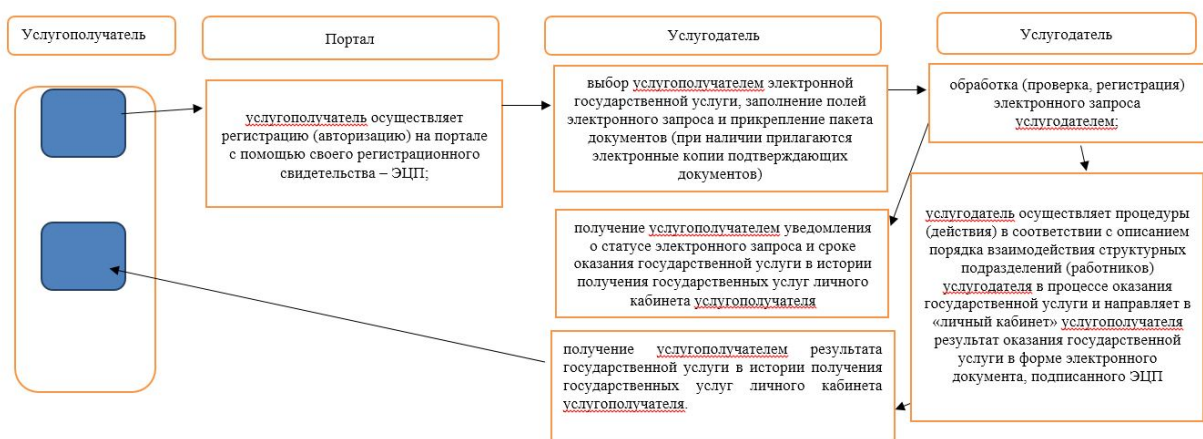 Услугополучатель
Портал
Услугодатель
Услугодатель
услугополучатель осуществляет
регистрацию (авторизацию) на портале
с помощью своего регистрационного
свидетельства – ЭЦП;
выбор услугополучателем электронной
государственной услуги, заполнение полей
электронного запроса и прикрепление пакета
документов (при наличии прилагаются
электронные копии подтверждающих
документов)
обработка (проверка, регистрация)
электронного запроса
услугодателем;
получение услугополучателем уведомления
о статусе электронного запроса и сроке
оказания государственной услуги в истории
получения государственных услуг личного
кабинета услугополучателя
услугодатель осуществляет процедуры
(действия) в соответствии с описанием
порядка взаимодействия структурных
подразделений (работников)
услугодателя в процессе оказания
государственной услуги и направляет в
«личный кабинет» услугополучателя
результат оказания государственной
услуги в форме электронного
документа, подписанного ЭЦП
получение услугополучателем результата
государственной услуги в истории получения
государственных услуг личного кабинета
услугополучателя.